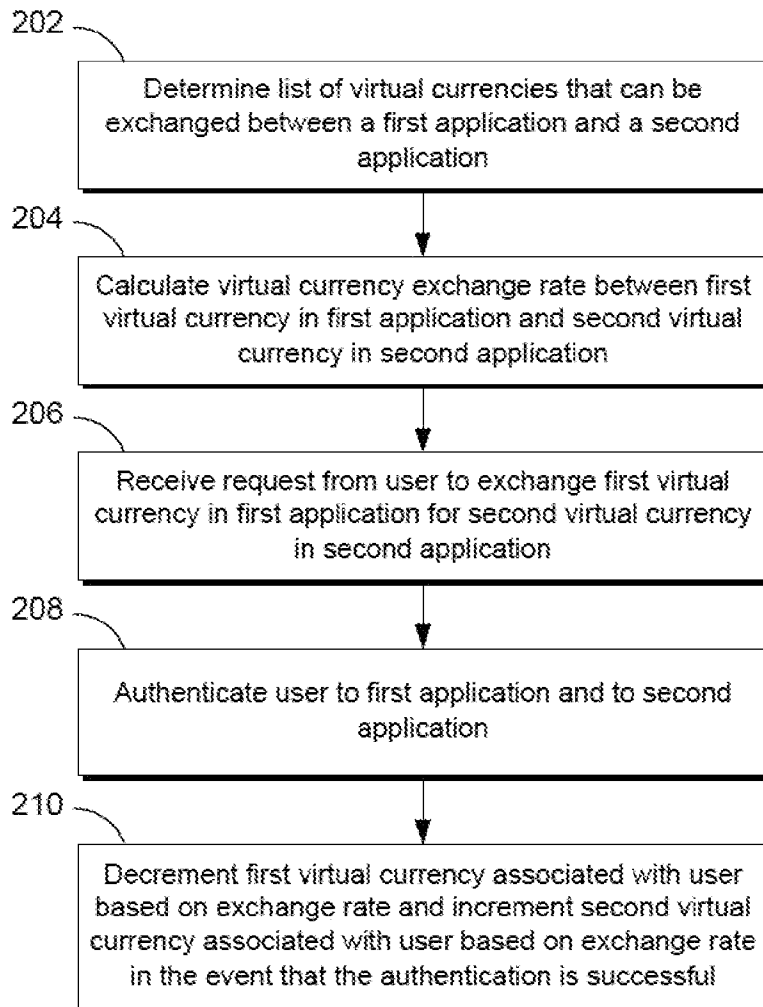 202
Determine list of virtual currencies that can be
exchanged between a first application and a second
application
204
Calculate virtual currency exchange rate between first
virtual currency in first application and second virtual
currency in second application
206
Receive request from user to exchange first virtual
currency in first application for second virtual currency
in second application
208
Authenticate user to first application and to second
application
210
Decrement first virtual currency associated with user
based on exchange rate and increment second virtual
currency associated with user based on exchange rate
in the event that the authentication is successful